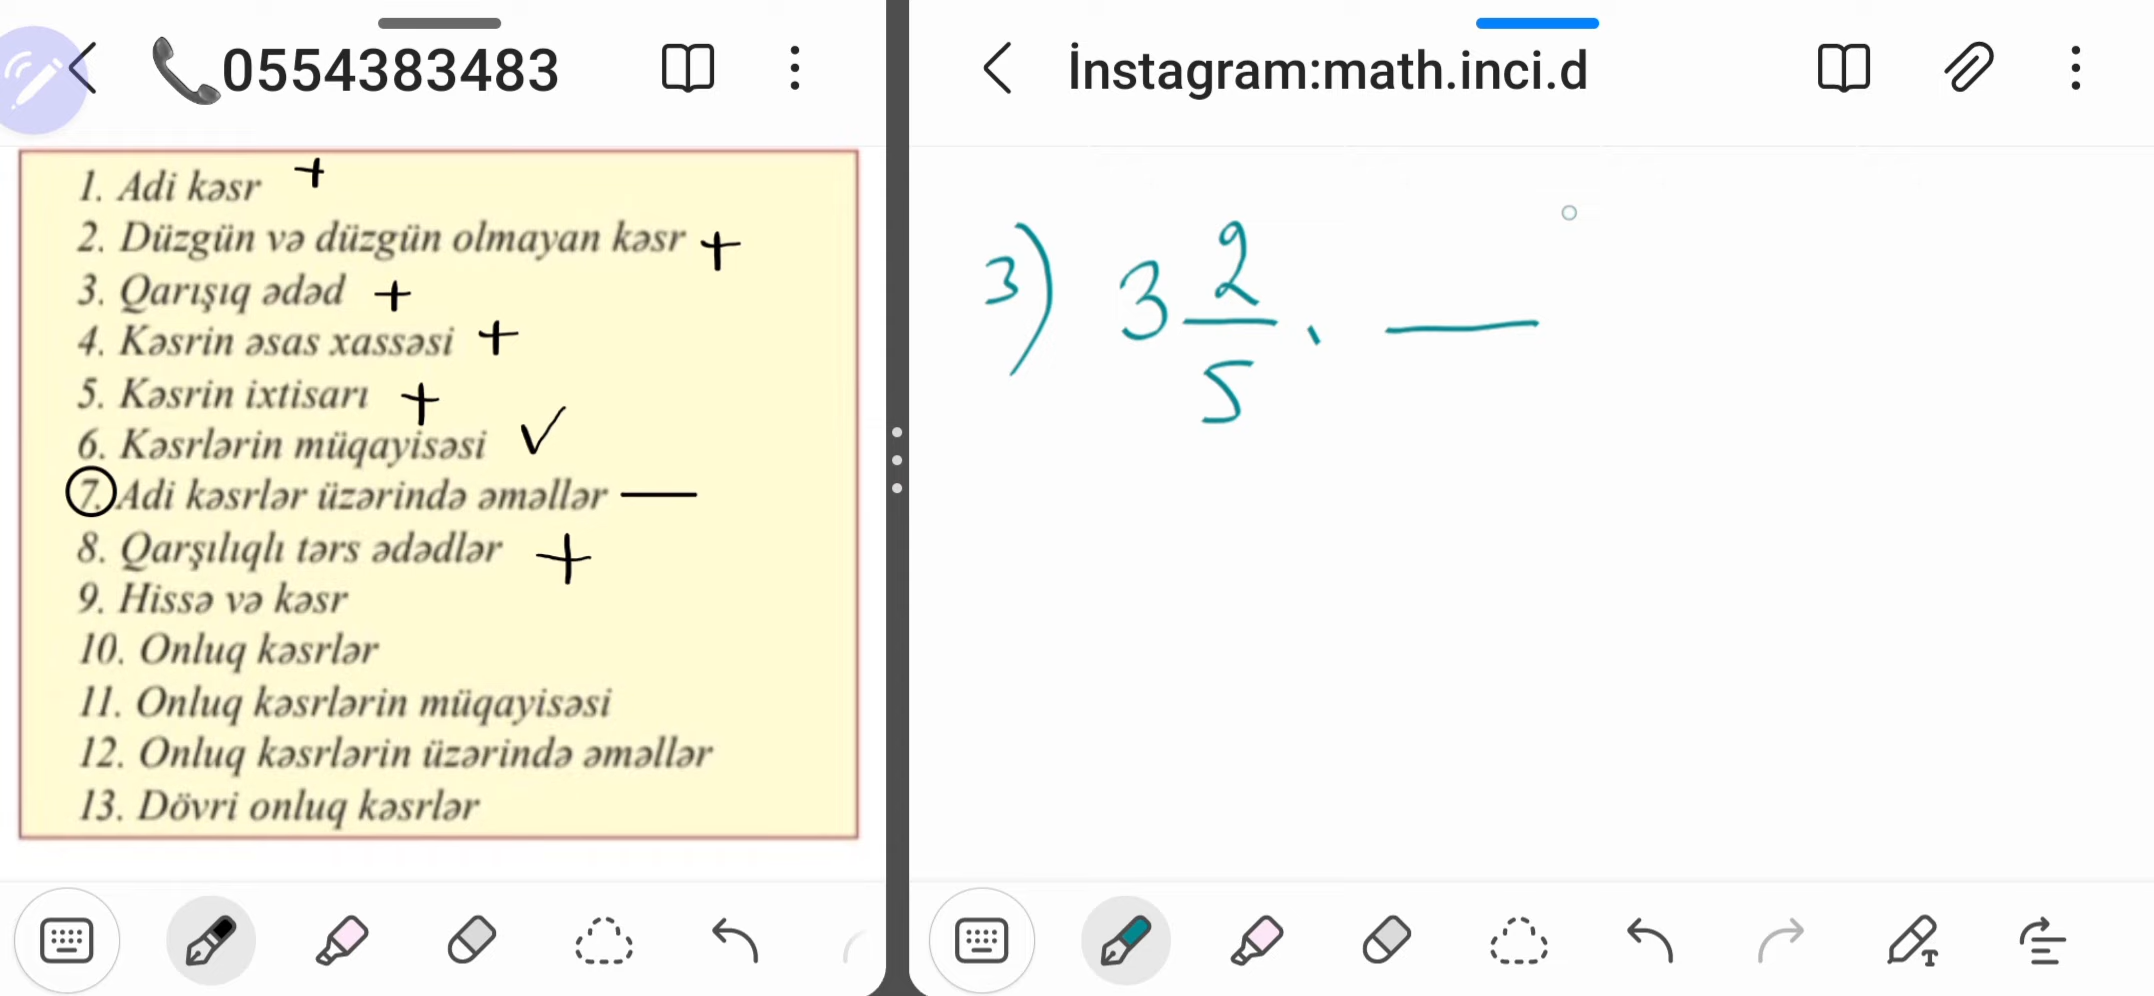 0554383483
1. Adi kəsr +
2. Düzgün və düzgün olmayan kəsr +
3. Qarışıq ədəd +
4. Kəsrin əsas xassəsi +
5. Kəsrin ixtisarı +
6. Kəsrlərin müqayisəsi ✓
7. Adi kəsrlər üzərində əməllər —
8. Qarşılıqlı tərs ədədlər +
9. Hissə və kəsr
10. Onluq kəsrlər
11. Onluq kəsrlərin müqayisəsi
12. Onluq kəsrlərin üzərində əməllər
13. Dövri onluq kəsrlər
İnstagram:math.inci.d
3) 3 2/5 · —